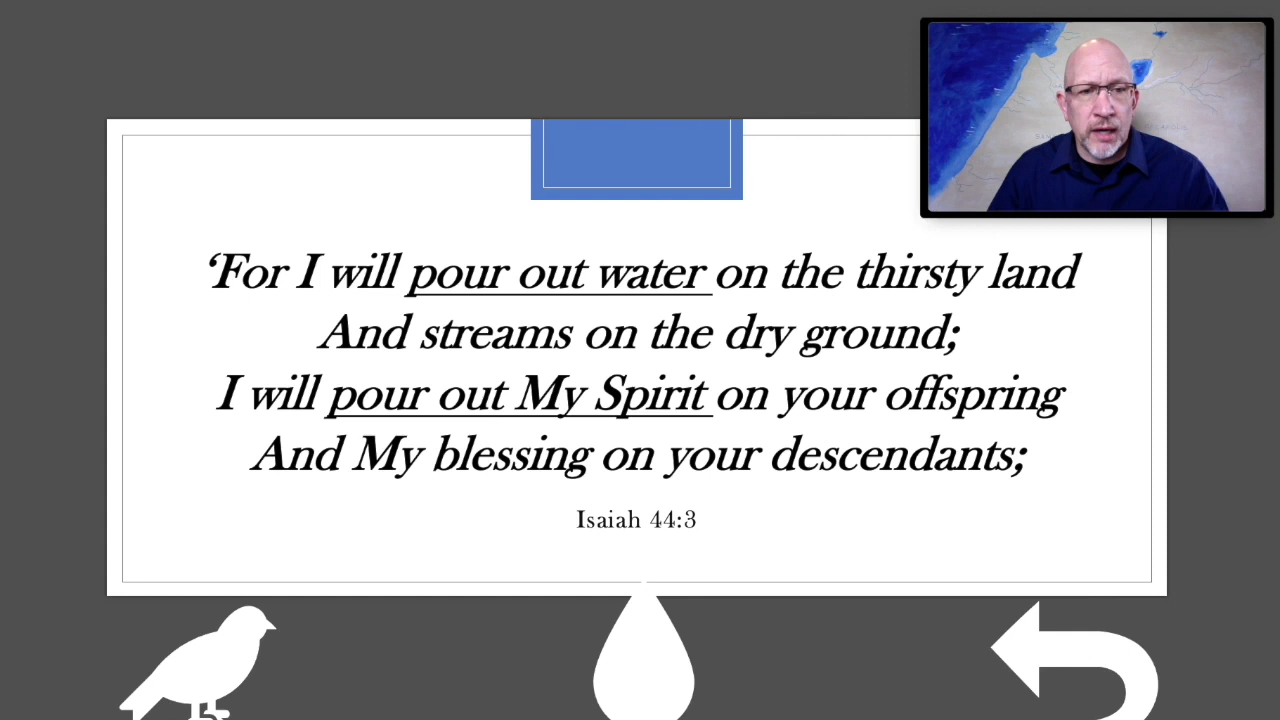 ‘For I will pour out water on the thirsty land
And streams on the dry ground;
I will pour out My Spirit on your offspring
And My blessing on your descendants;
Isaiah 44:3